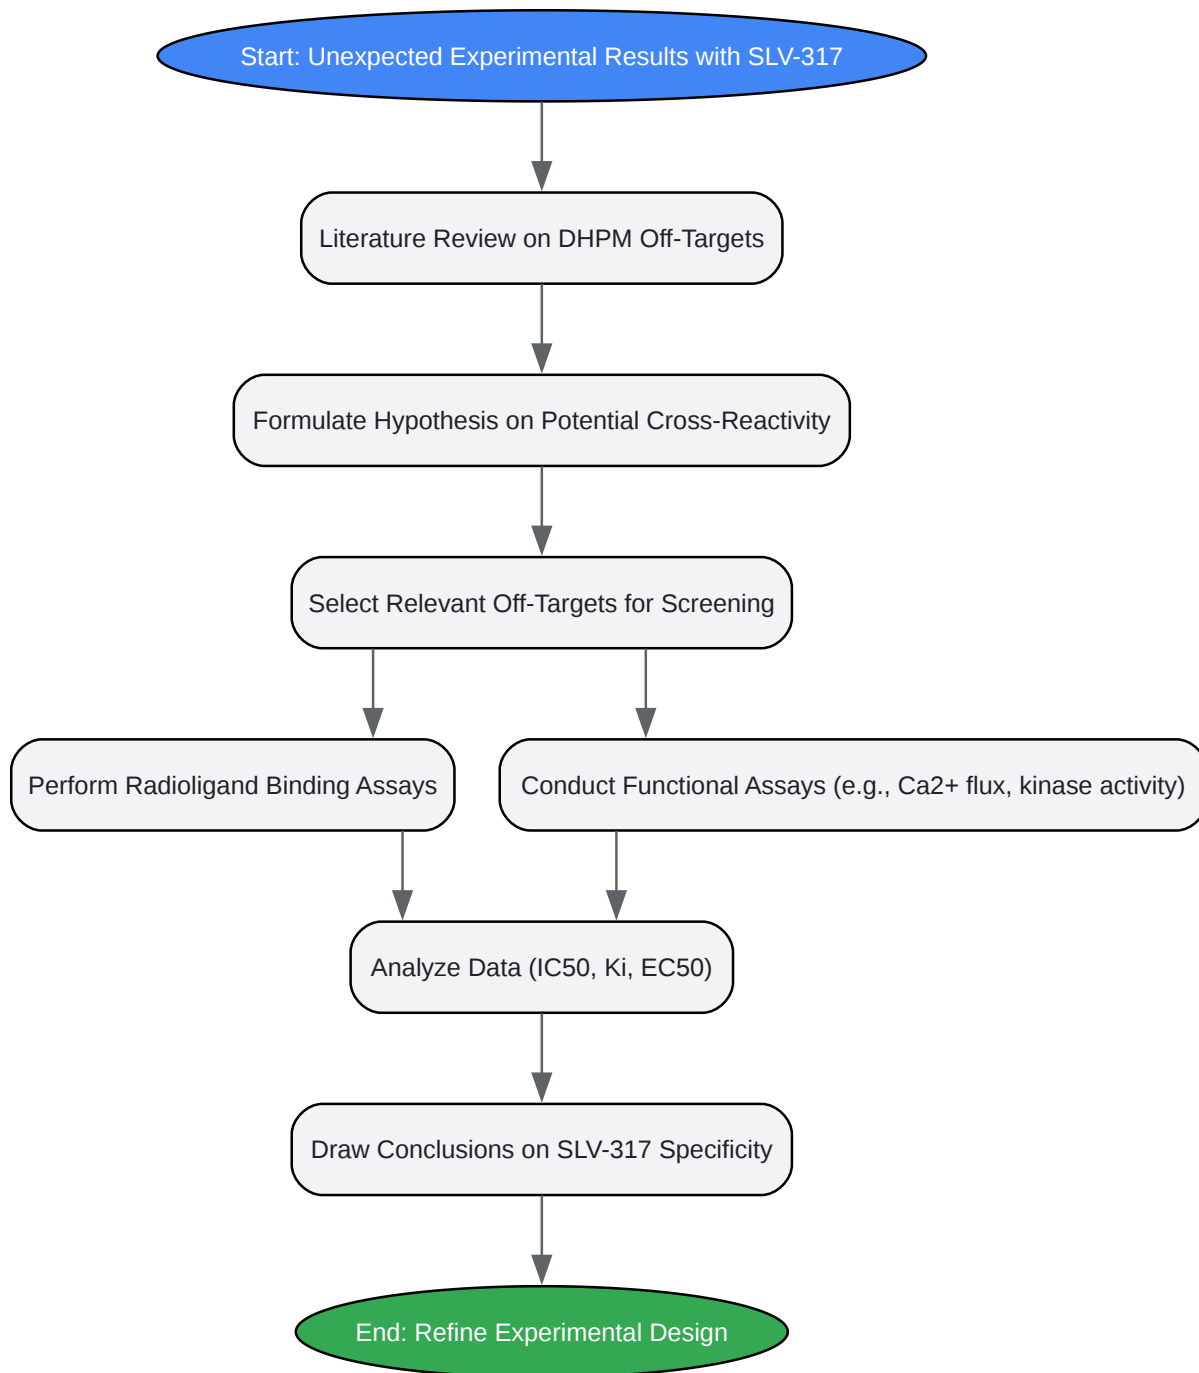 Start: Unexpected Experimental Results with SLV-317
Literature Review on DHPM Off-Targets
Formulate Hypothesis on Potential Cross-Reactivity
Select Relevant Off-Targets for Screening
Perform Radioligand Binding Assays
Conduct Functional Assays (e.g., Ca2+ flux, kinase activity)
Analyze Data (IC50, Ki, EC50)
Draw Conclusions on SLV-317 Specificity
End: Refine Experimental Design